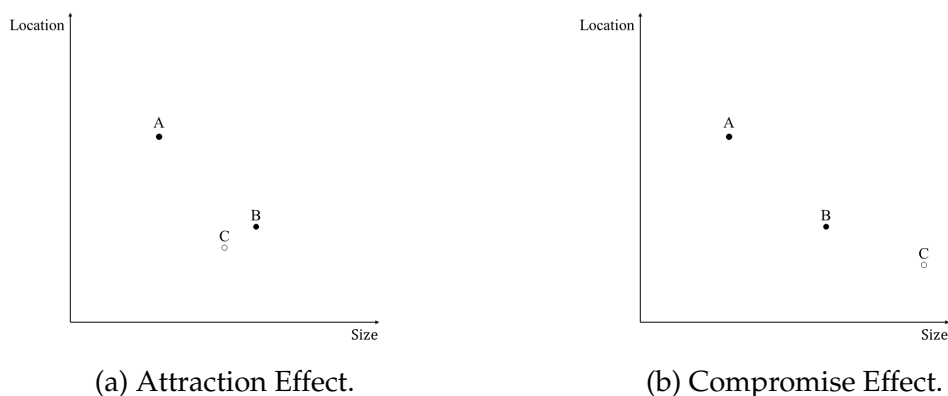 Location
A
B
C
Size
(a) Attraction Effect.
Location
A
B
C
Size
(b) Compromise Effect.